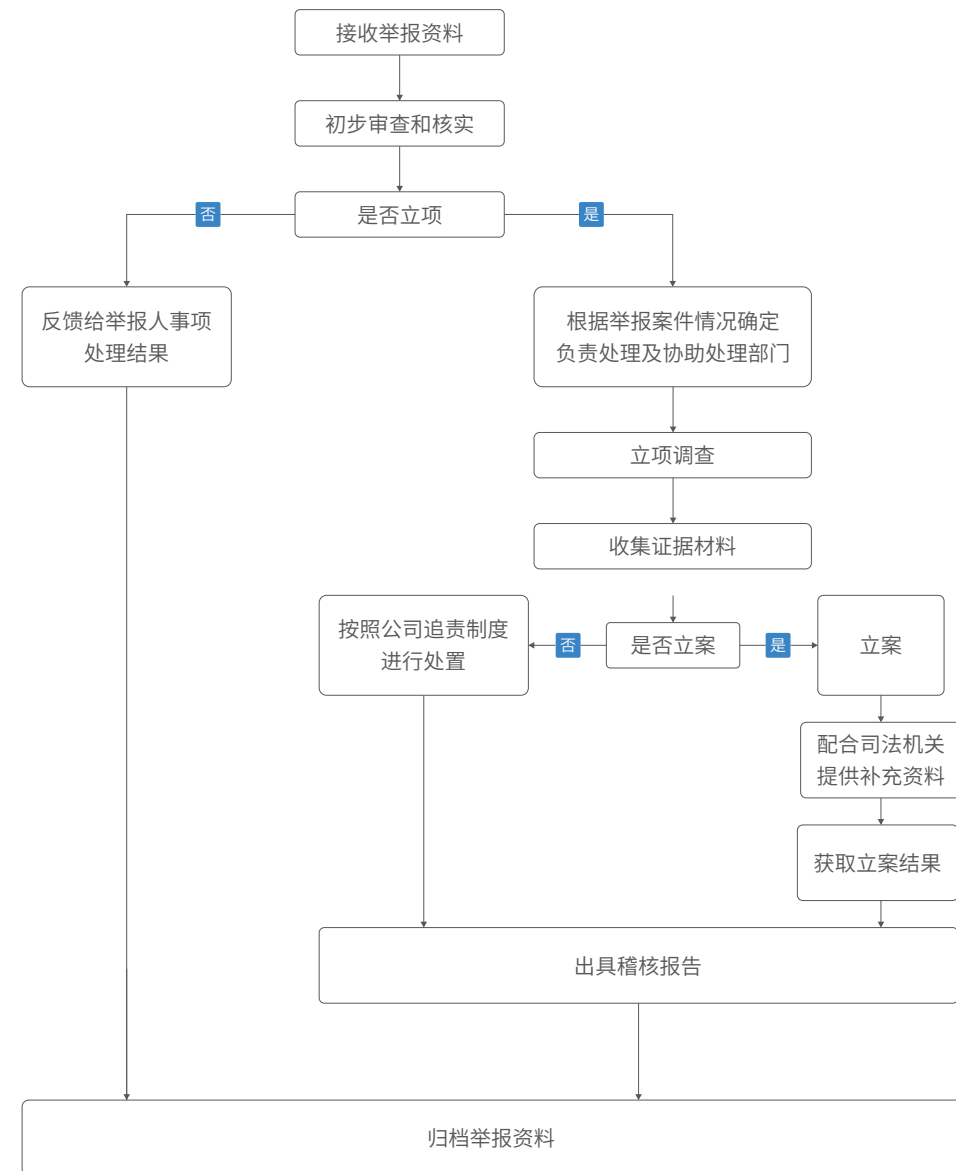 接收举报资料
初步审查和核实
否
是否立项
是
反馈给举报人事项
处理结果
根据举报案件情况确定
负责处理及协助处理部门
立项调查
收集证据材料
按照公司追责制度
进行处置
否
是否立案
是
立案
配合司法机关
提供补充资料
获取立案结果
出具稽核报告
归档举报资料